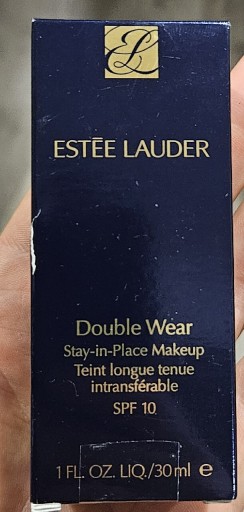 EL
ESTĒE LAUDER
Double Wear
Stay-in-Place Makeup
Teint longue tenue
intransférable
SPF 10
1 FL. OZ. LIQ./30 ml e